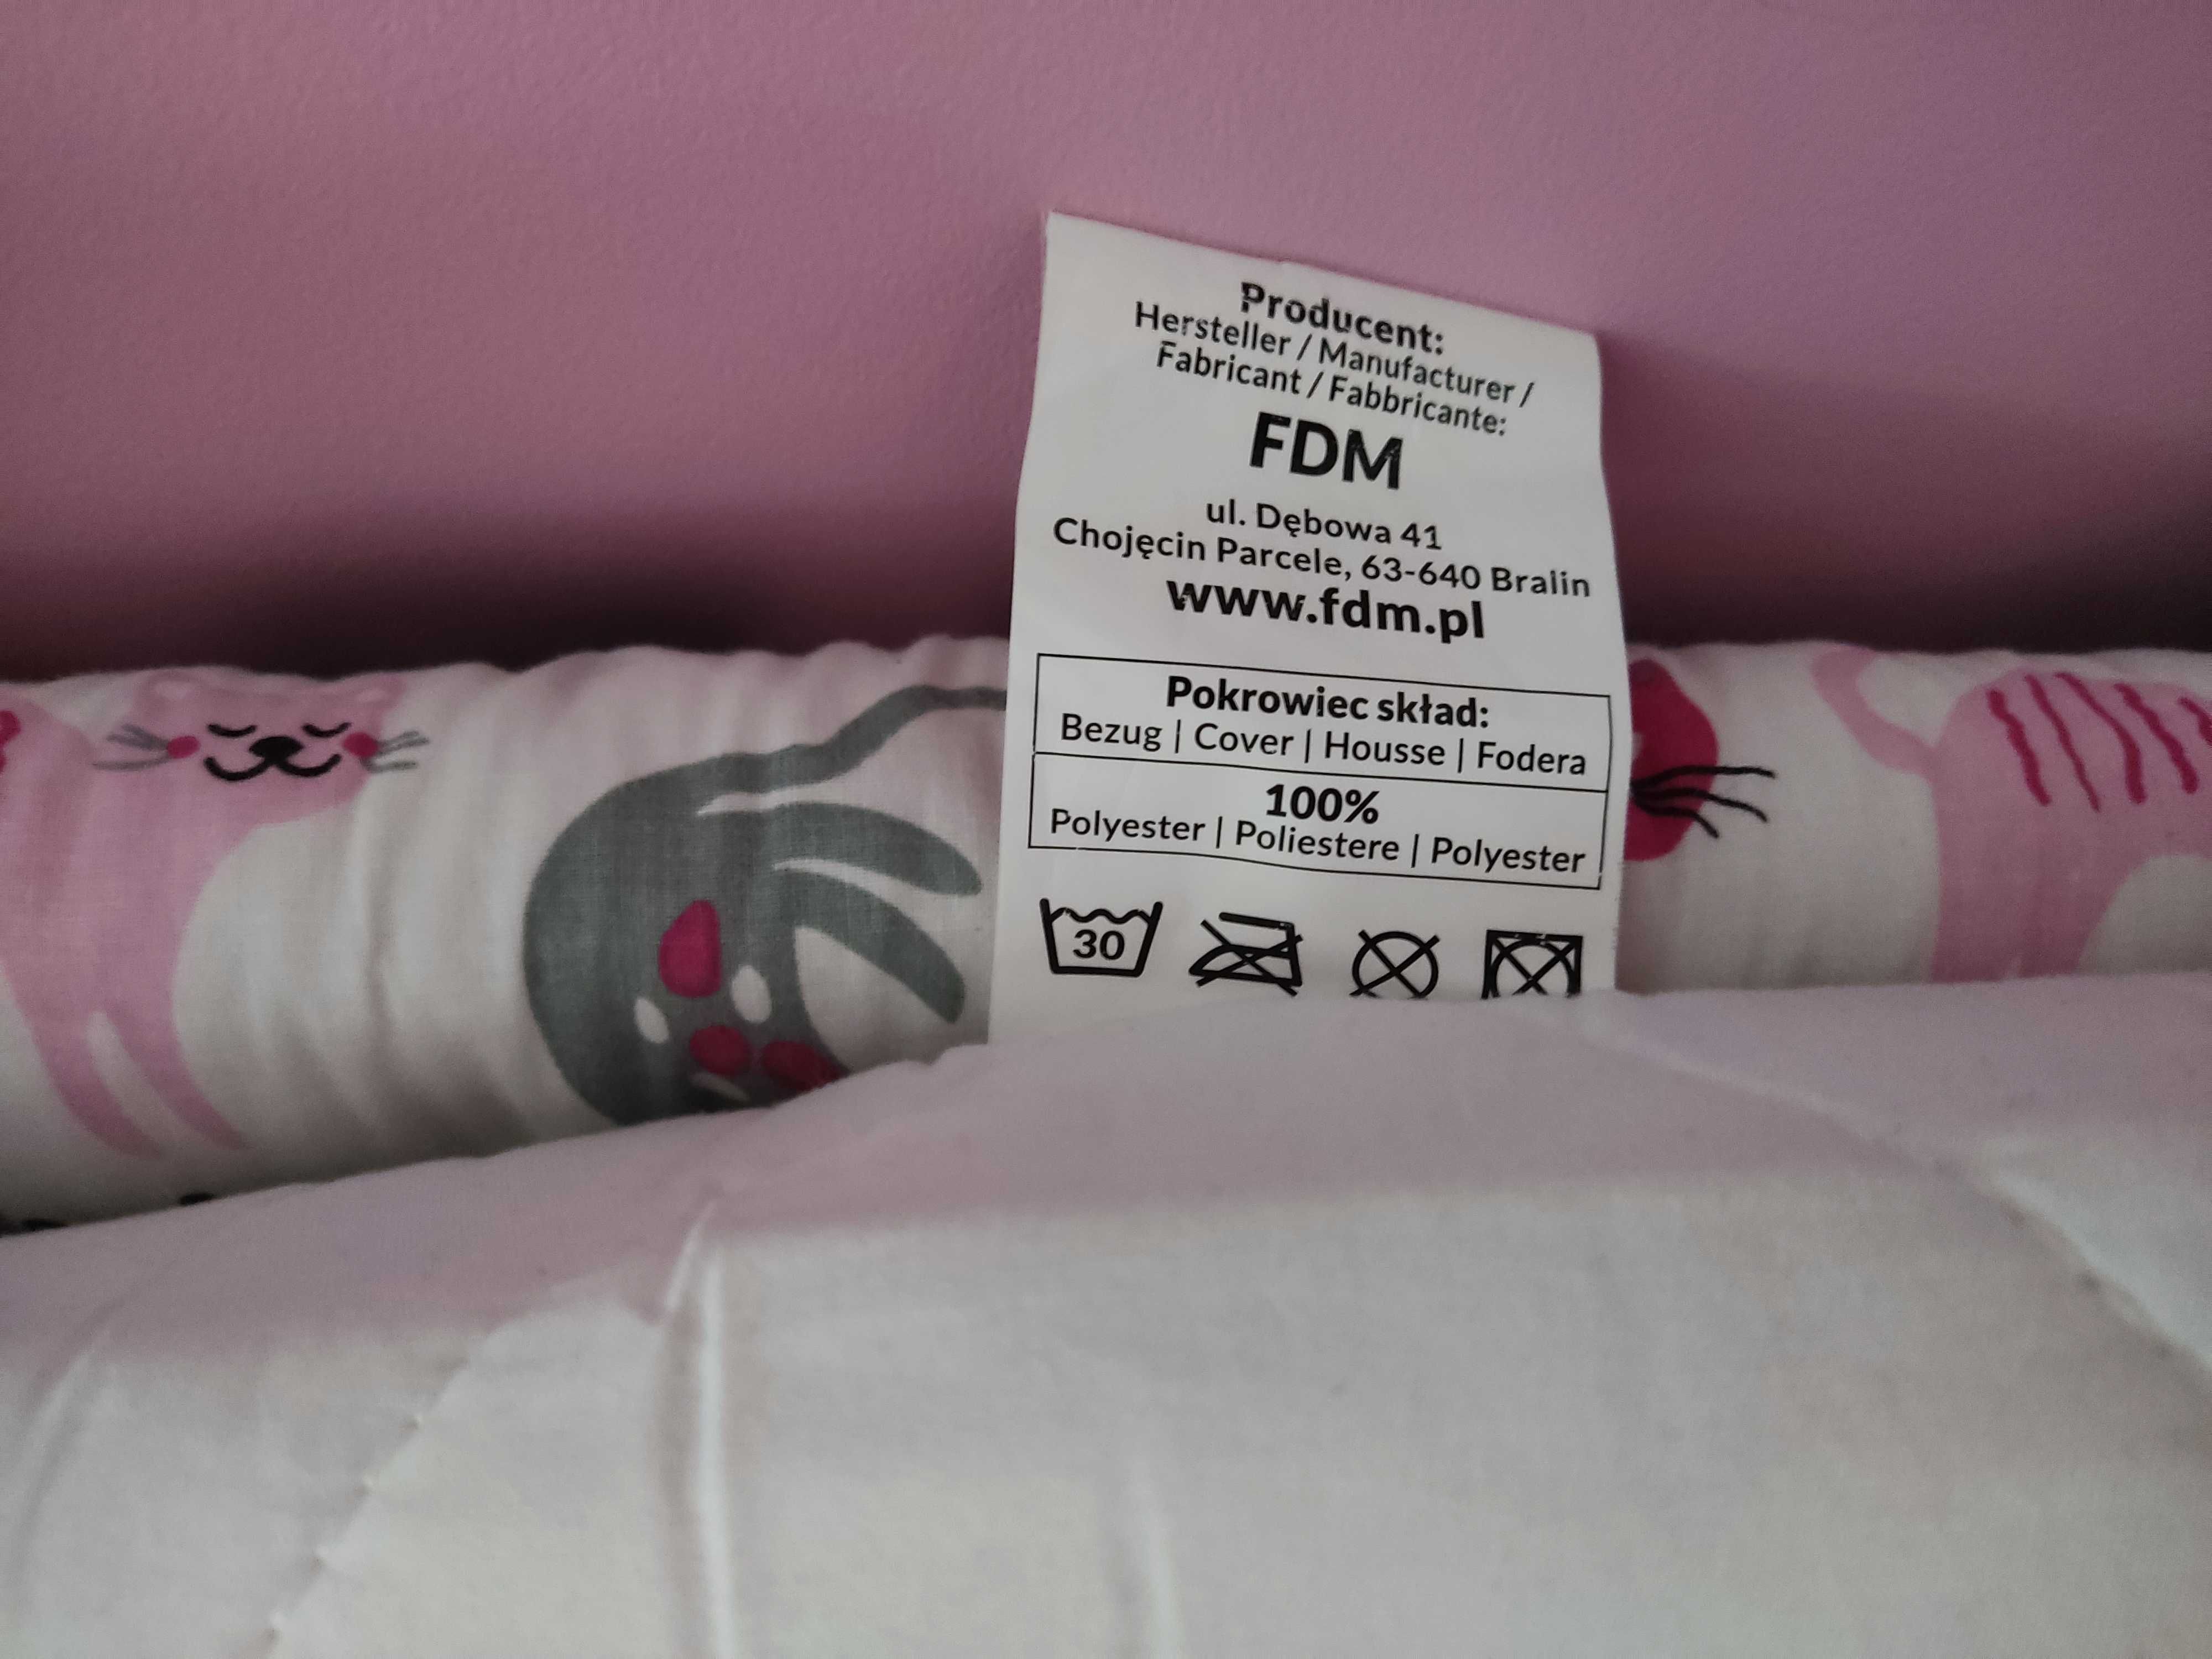 Producent:
Hersteller / Manufacturer /
Fabricant / Fabbricante:
FDM
ul. Dębowa 41
Chojęcin Parcele, 63-640 Bralin
www.fdm.pl
Pokrowiec skład:
Bezug | Cover | Housse | Fodera
100%
Polyester | Poliestere | Polyester
30